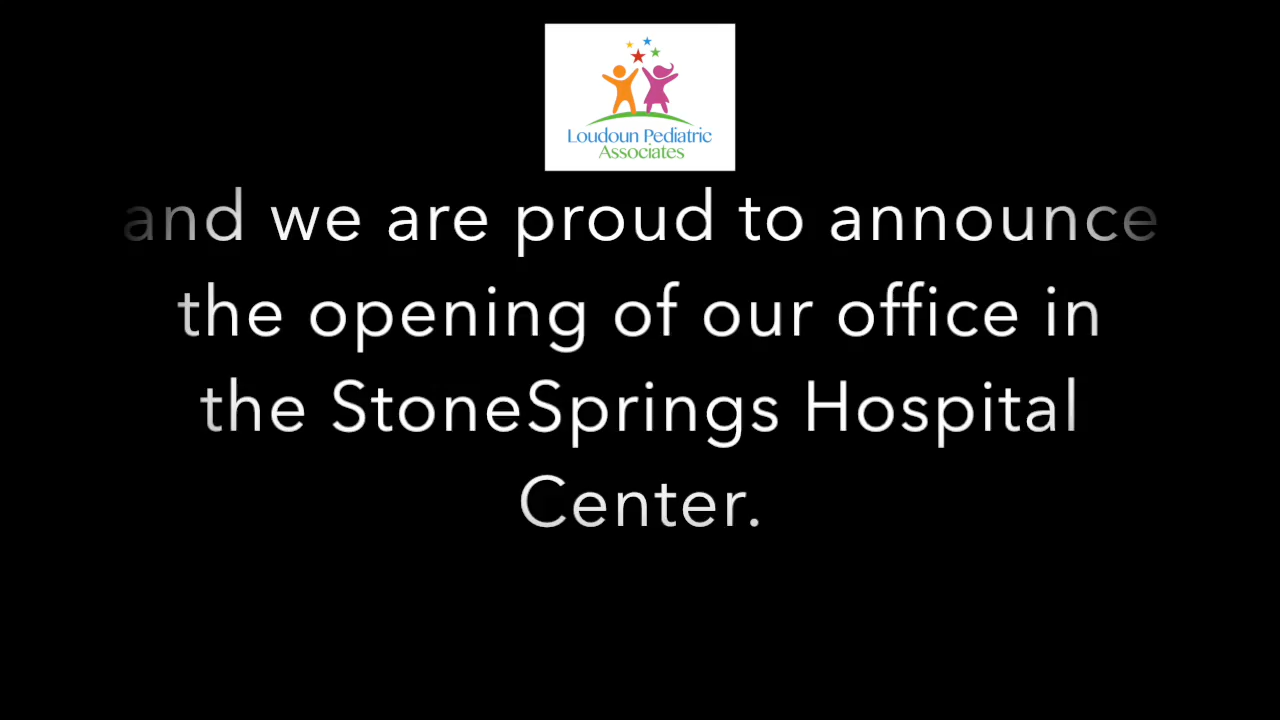 Loudoun Pediatric
Associates
and we are proud to announce
the opening of our office in
the StoneSprings Hospital
Center.